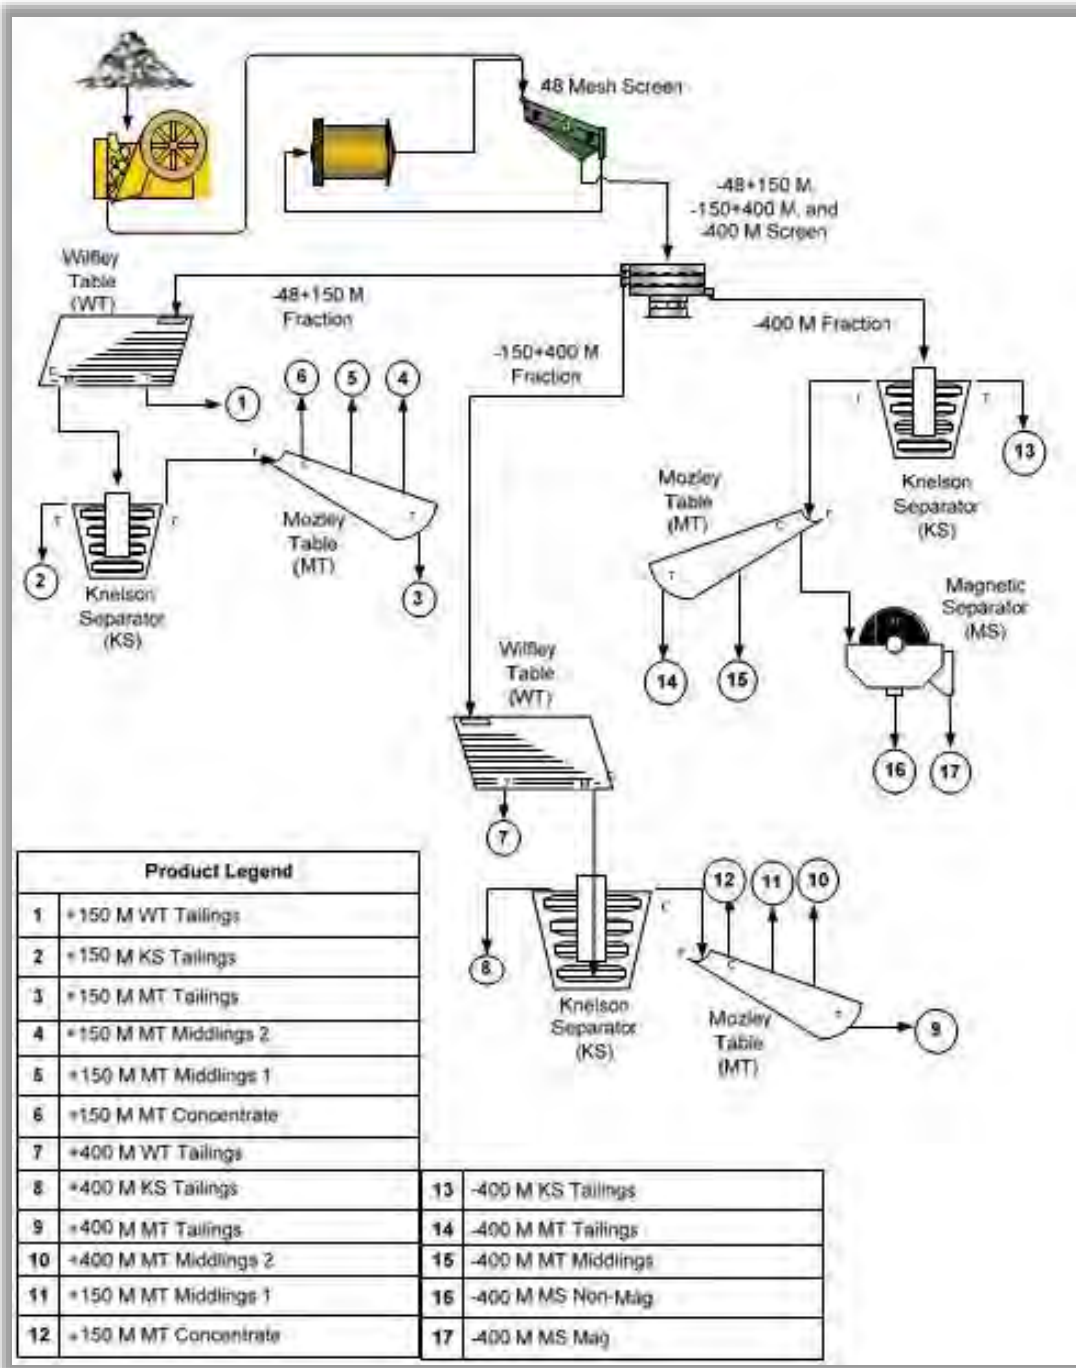 48 Mesh Screen
-48+150 M,
-150+400 M, and
-400 M Screen
Wilfley
Table
(WT)
-48+150 M
Fraction
-400 M Fraction
-150+400 M
Fraction
6
5
4
1
13
Knelson
Separator
(KS)
Mozley
Table
(MT)
F
C
T
Mozley
Table
(MT)
F
C
T
T
2
3
Knelson
Separator
(KS)
Magnetic
Separator
(MS)
14
15
16
17
Wilfley
Table
(WT)
7
12
11
10
8
C
F
C
Knelson
Separator
(KS)
Mozley
Table
(MT)
9
Product Legend
1 +150 M WT Tailings
2 +150 M KS Tailings
3 +150 M MT Tailings
4 +150 M MT Middlings 2
5 +150 M MT Middlings 1
6 +150 M MT Concentrate
7 +400 M WT Tailings
8 +400 M KS Tailings
9 +400 M MT Tailings
10 +400 M MT Middlings 2
11 +150 M MT Middlings 1
12 +150 M MT Concentrate
13 -400 M KS Tailings
14 -400 M MT Tailings
15 -400 M MT Middlings
16 -400 M MS Non-Mag
17 -400 M MS Mag